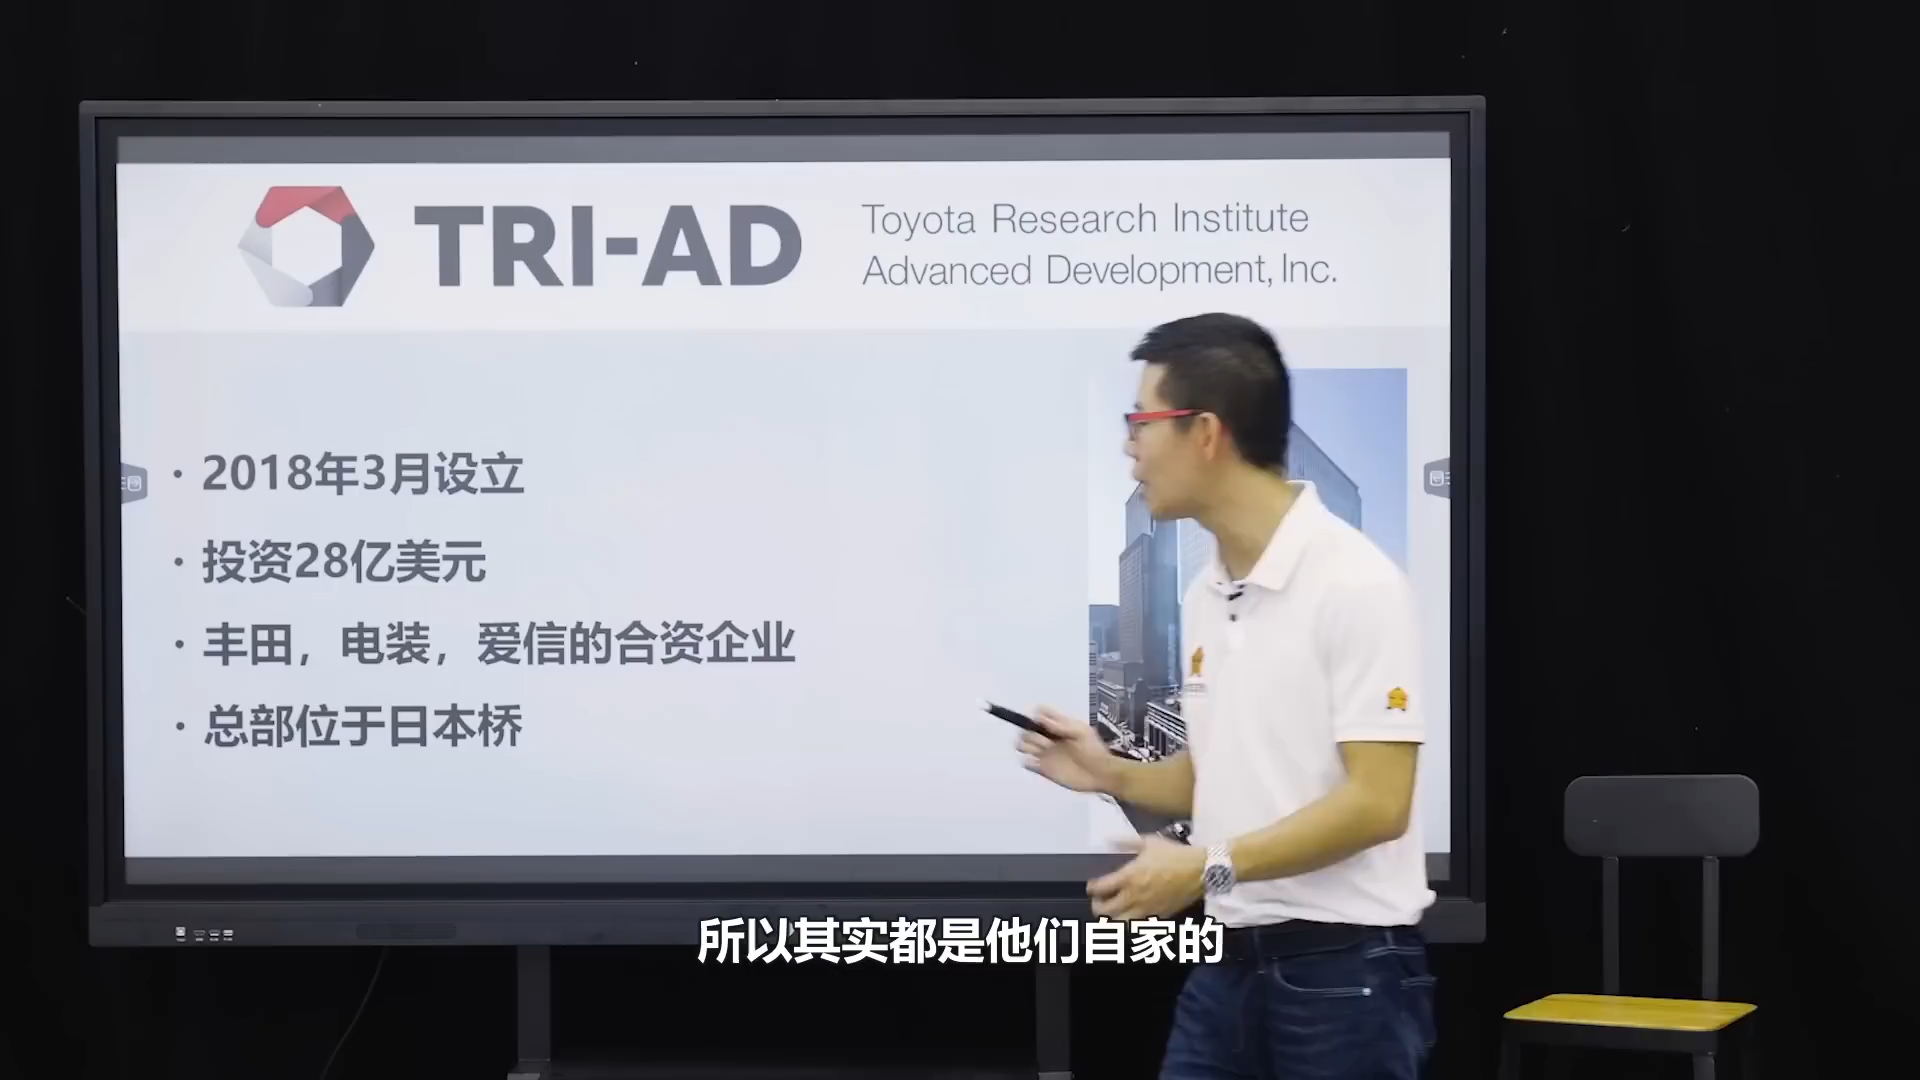 TRI-AD
Toyota Research Institute
Advanced Development, Inc.
· 2018年3月设立
· 投资28亿美元
· 丰田，电装，爱信的合资企业
· 总部位于日本桥
所以其实都是他们自家的